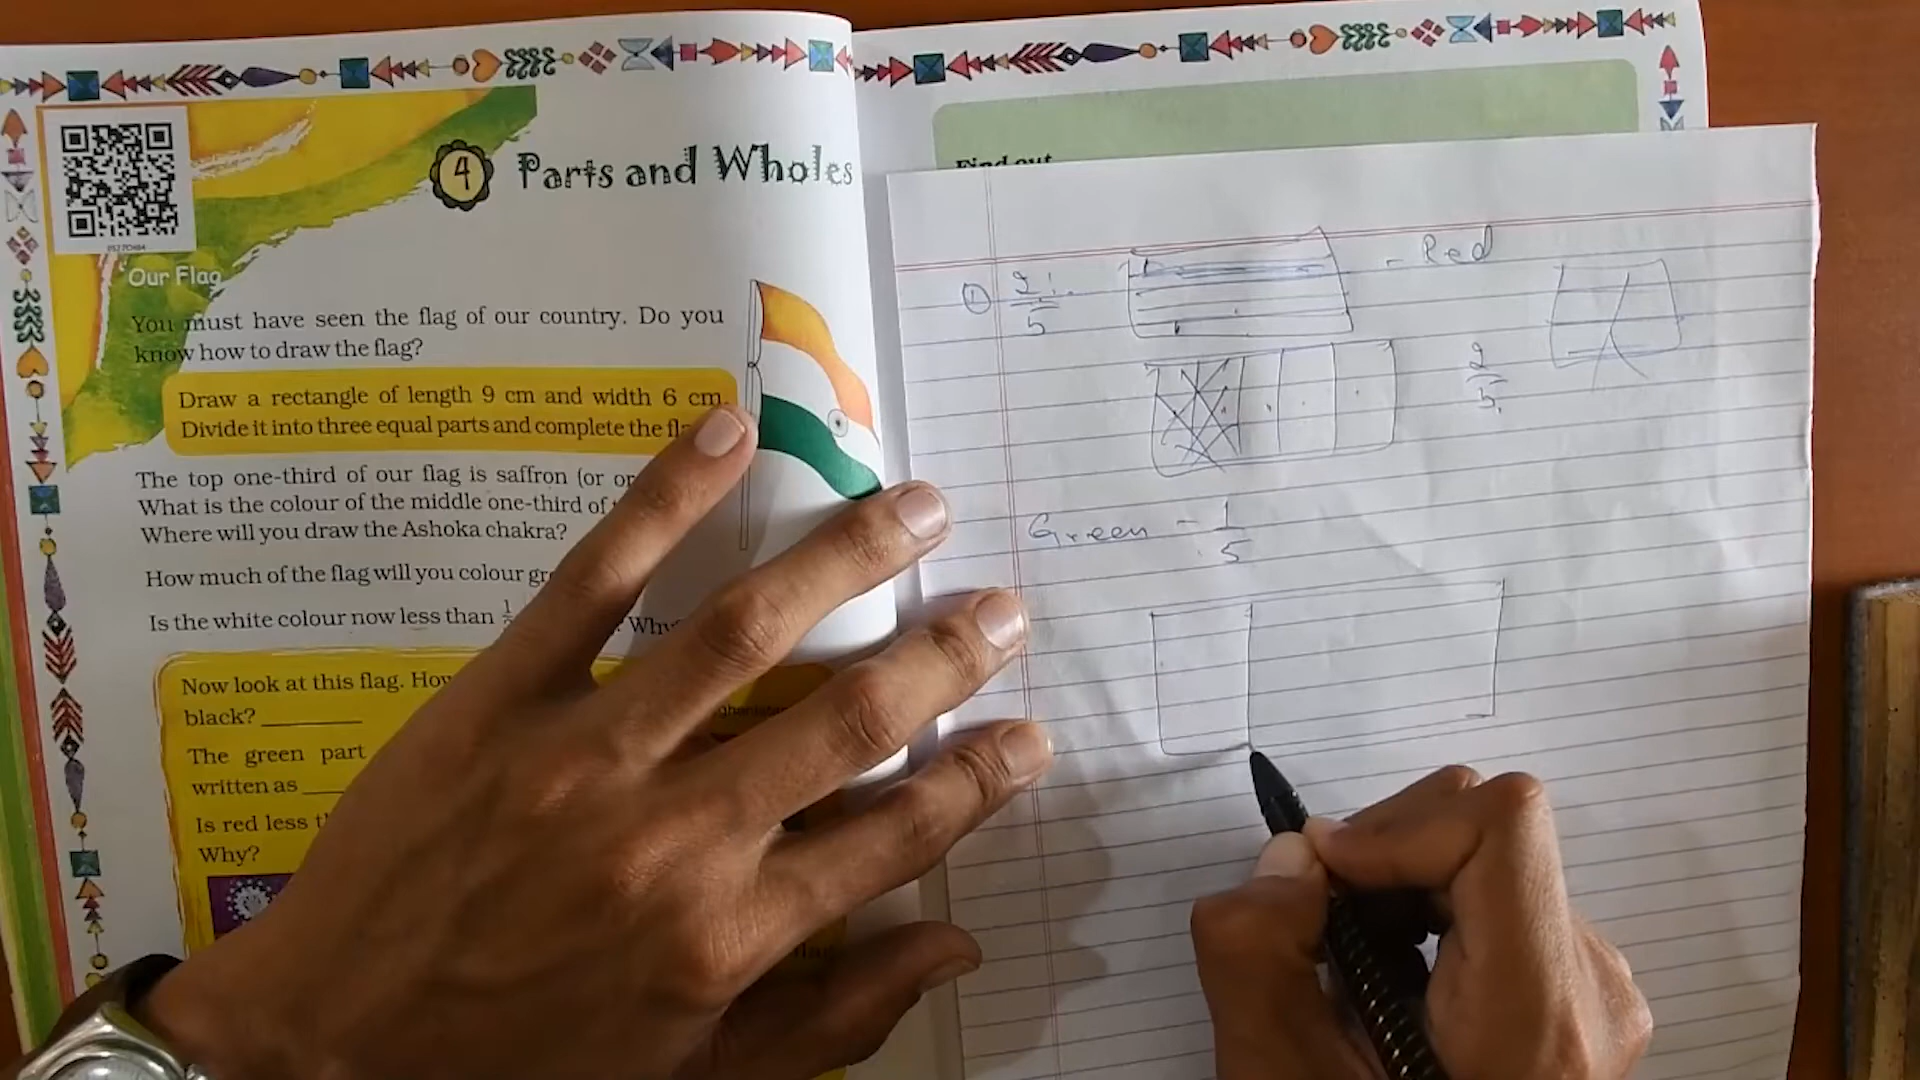 4 Parts and Wholes
Our Flag
You must have seen the flag of our country. Do you
know how to draw the flag?
Draw a rectangle of length 9 cm and width 6 cm.
Divide it into three equal parts and complete the
The top one-third of our flag is saffron (or
What is the colour of the middle one-third of
Where will you draw the Ashoka chakra?
How much of the flag will you colour
Is the white colour now less than
Why
Now look at this flag. How
black?
The green part
written as
Is red less
Why?
Find out
① 2/5
- Red
2/5
Green - 1/5